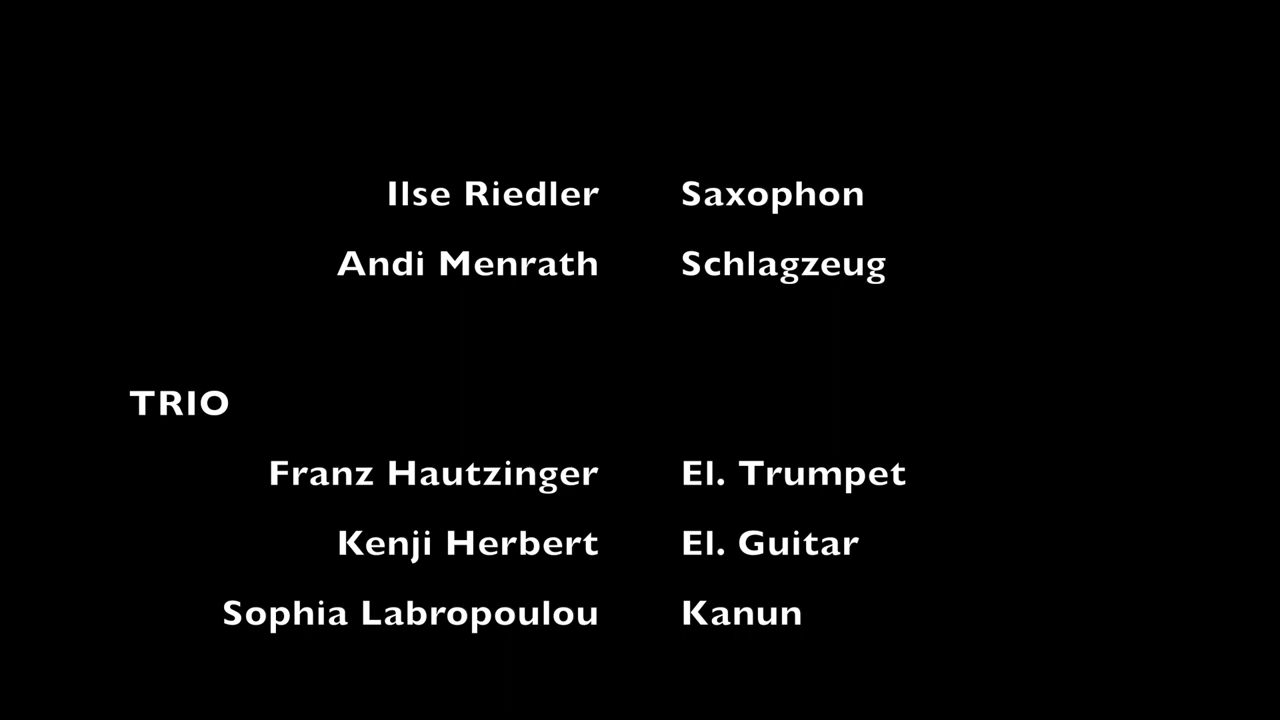 Ilse Riedler Saxophon
Andi Menrath Schlagzeug
TRIO
Franz Hautzinger El. Trumpet
Kenji Herbert El. Guitar
Sophia Labropoulou Kanun